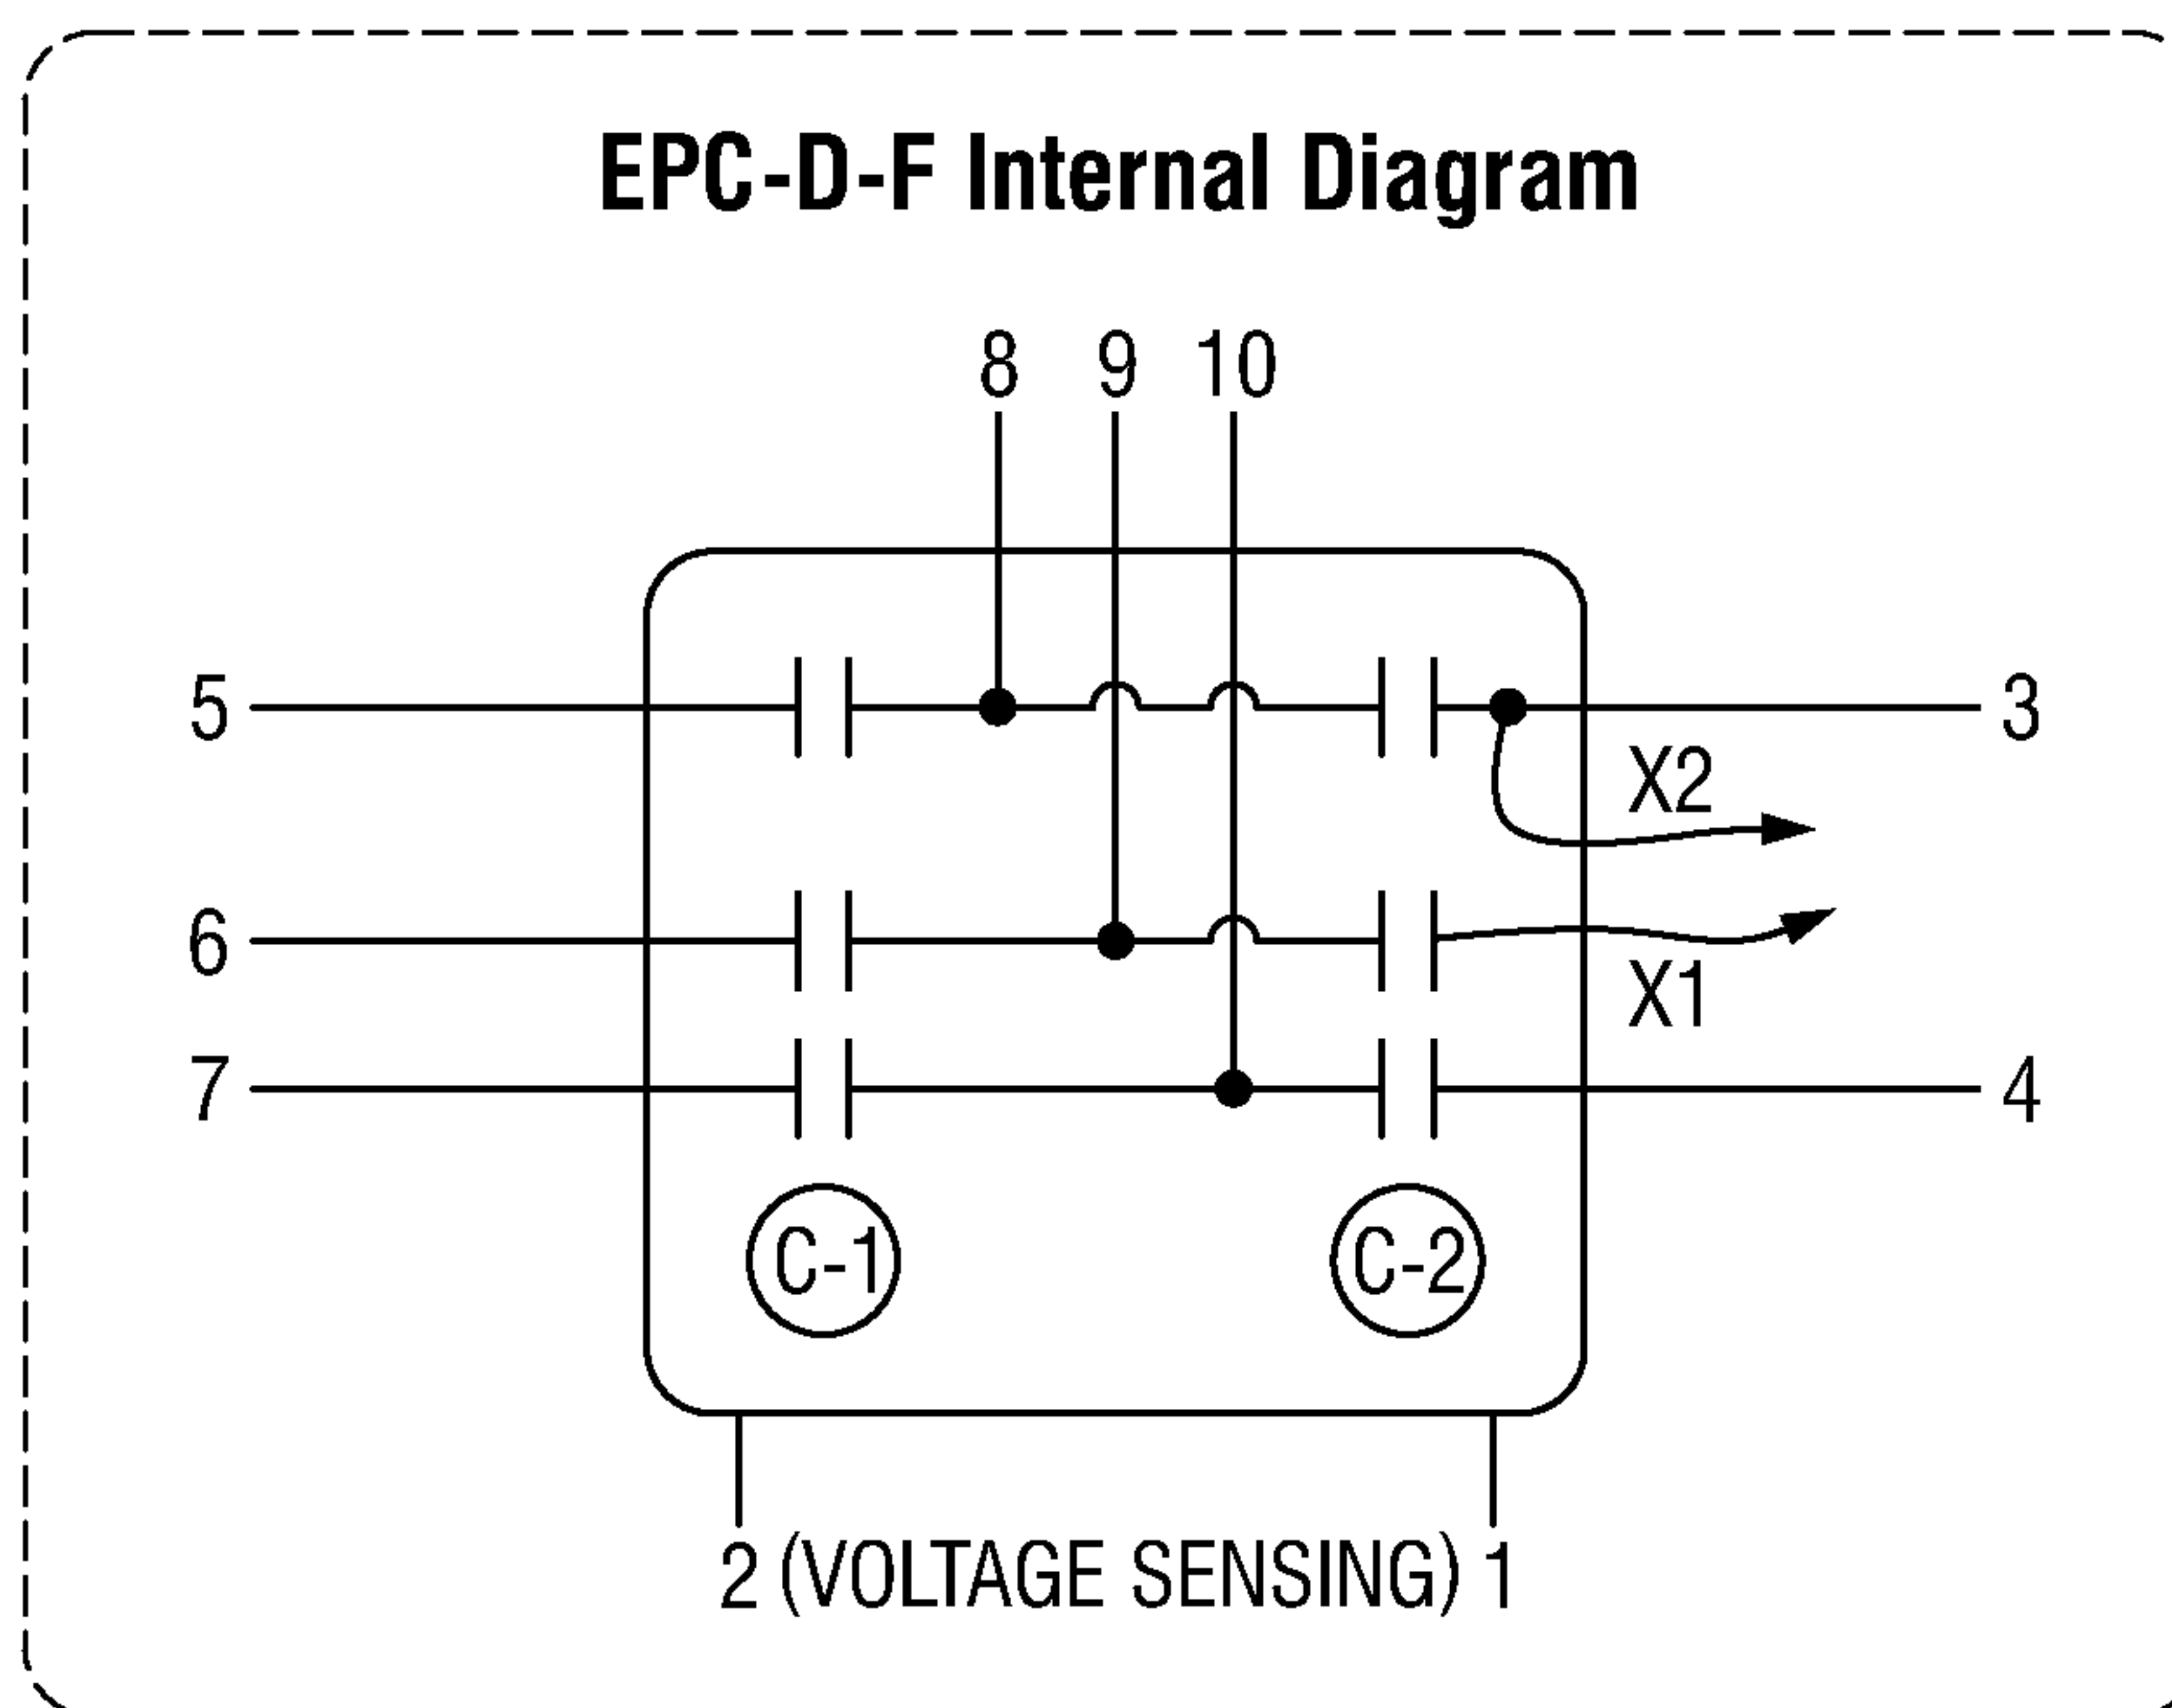 EPC-D-F Internal Diagram
8 9 10
5
3
X2
6
X1
7
4
C-1
C-2
2 (VOLTAGE SENSING) 1